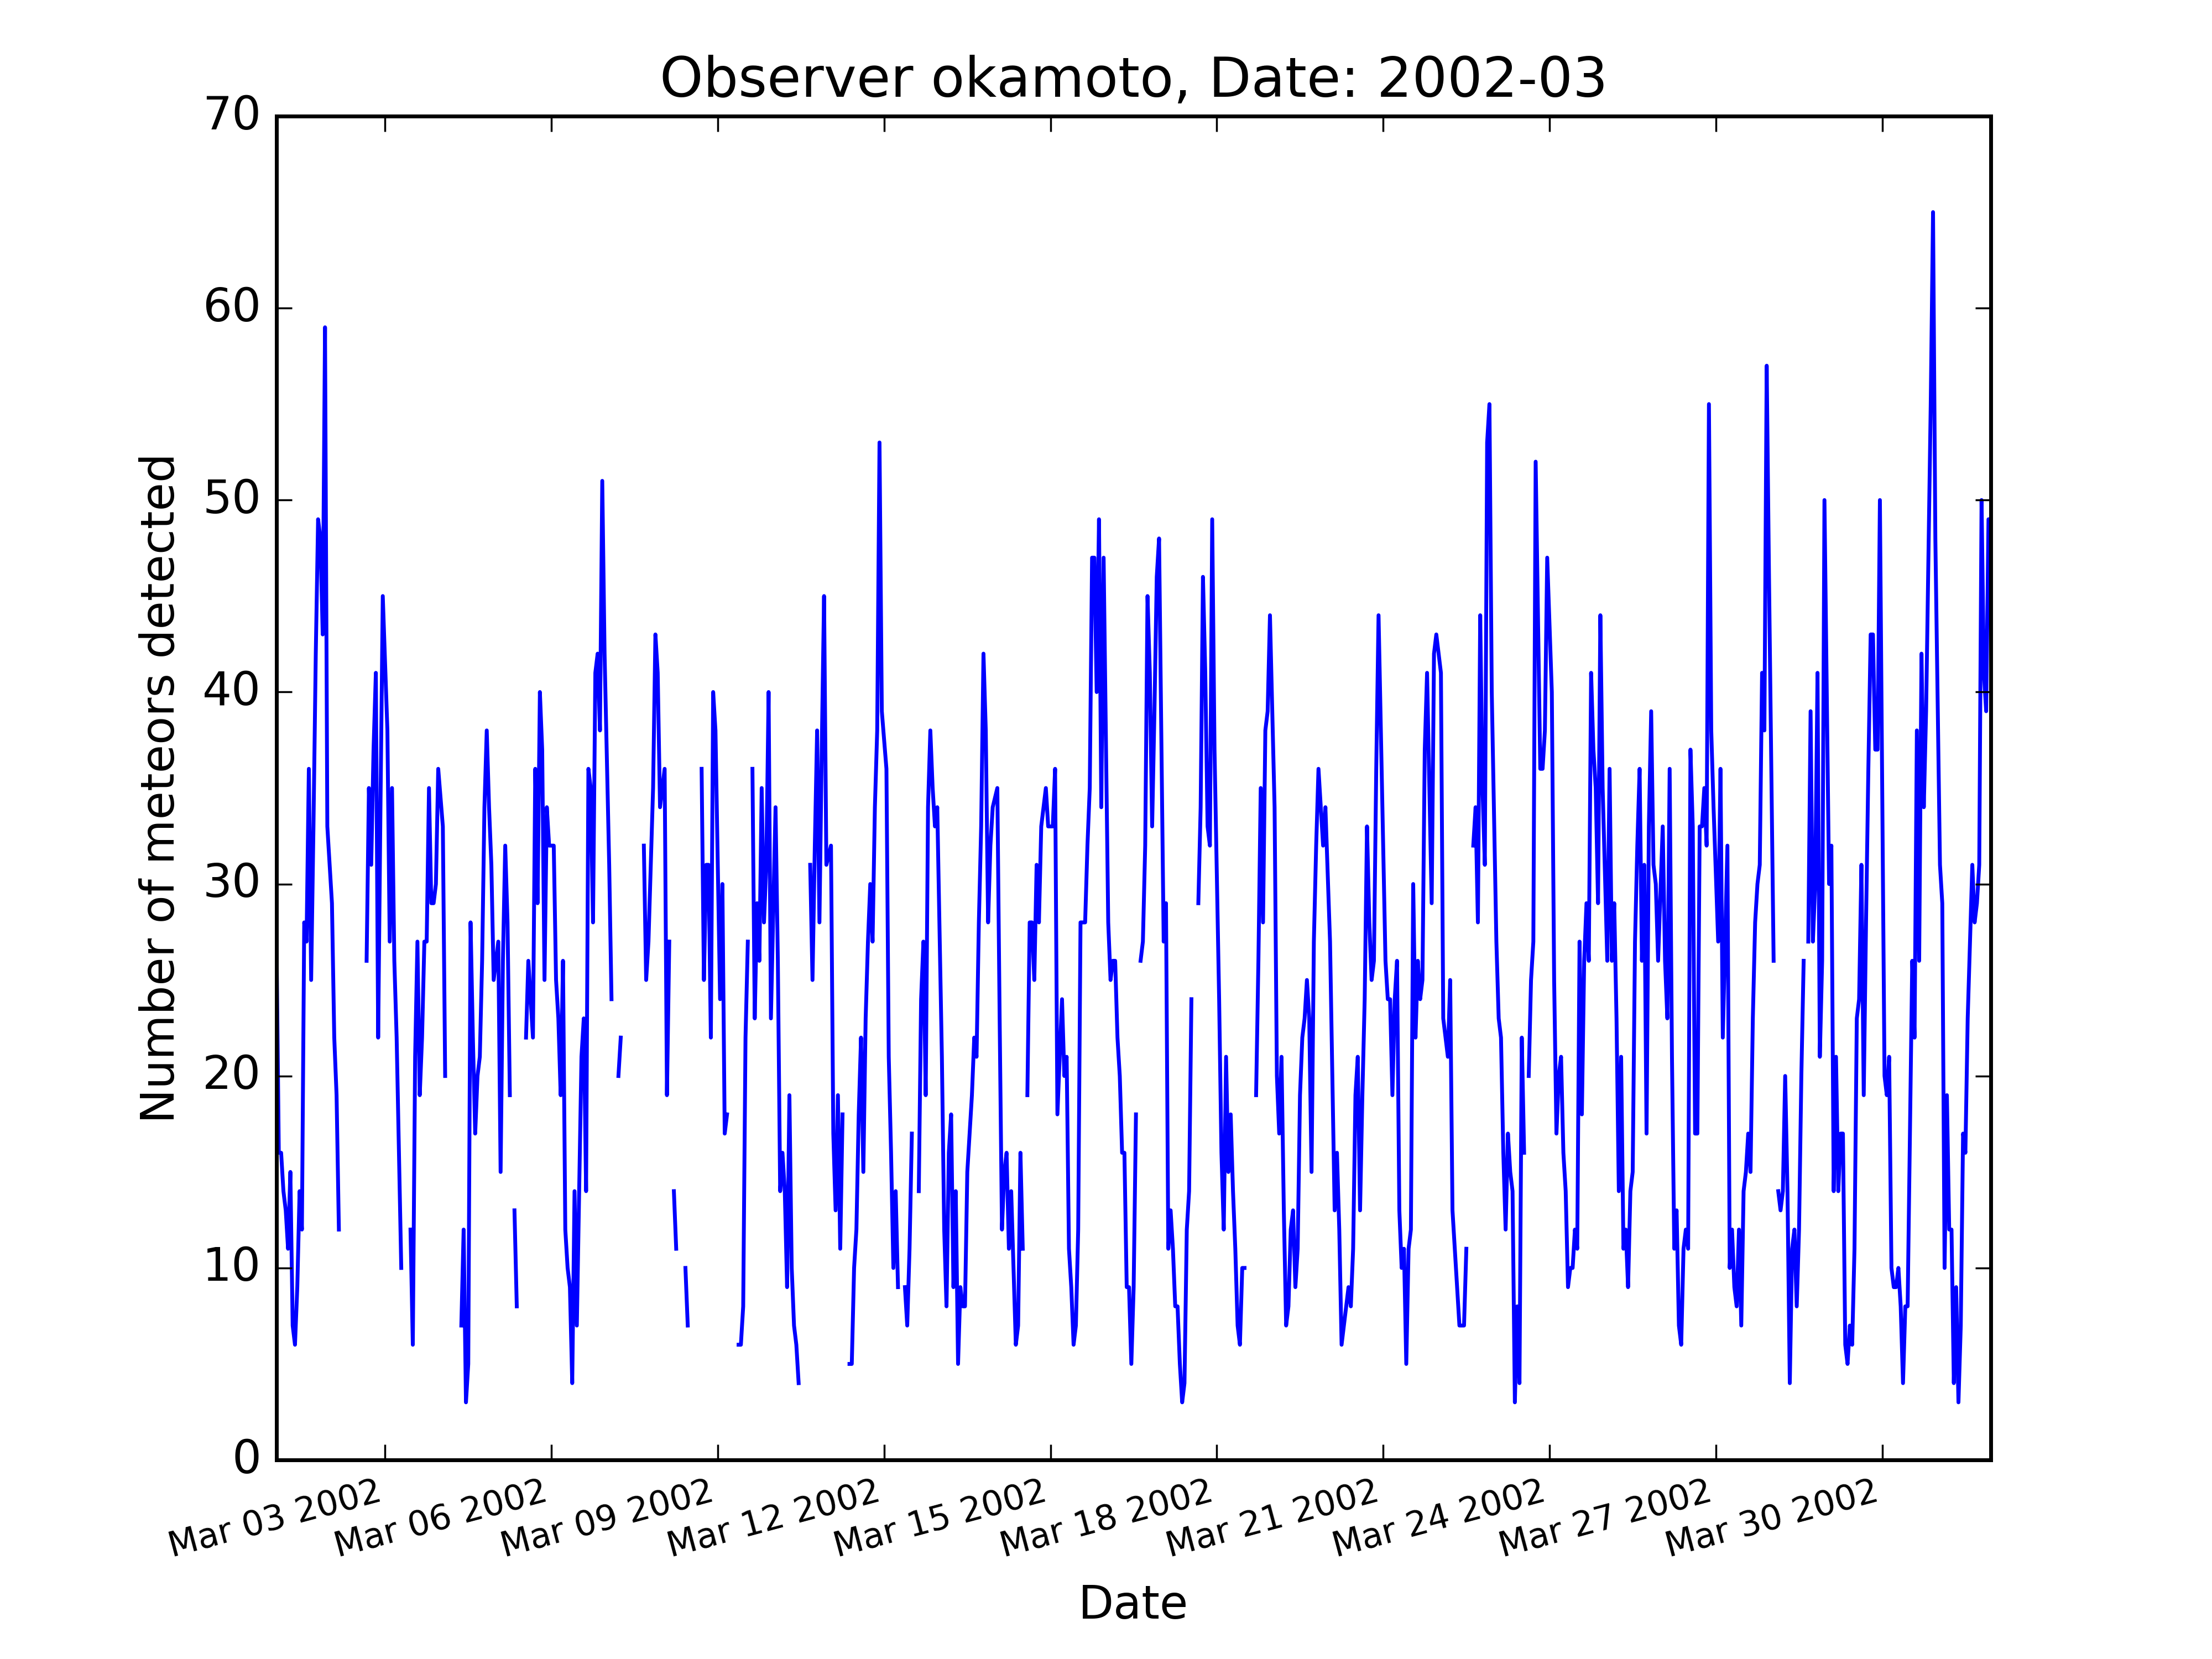 Observer okamoto, Date: 2002-03
70
60
50
40
30
20
10
0
Number of meteors detected
Mar 03 2002
Mar 06 2002
Mar 09 2002
Mar 12 2002
Mar 15 2002
Mar 18 2002
Mar 21 2002
Mar 24 2002
Mar 27 2002
Mar 30 2002
Date